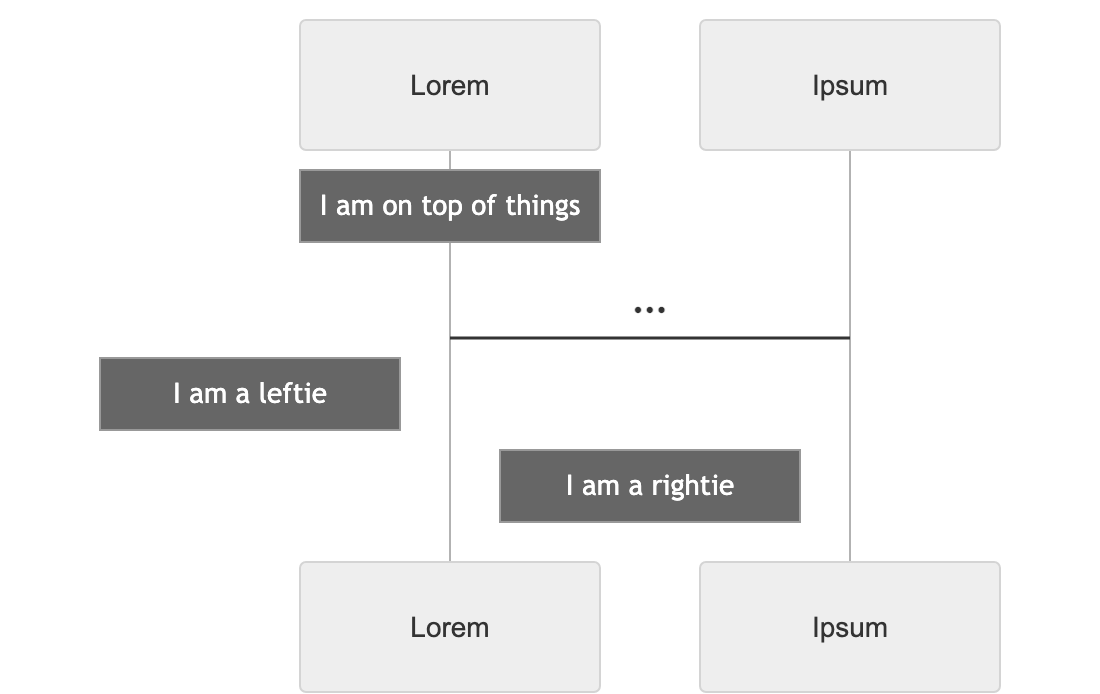 Lorem
Ipsum
I am on top of things
...
I am a leftie
I am a rightie
Lorem
Ipsum